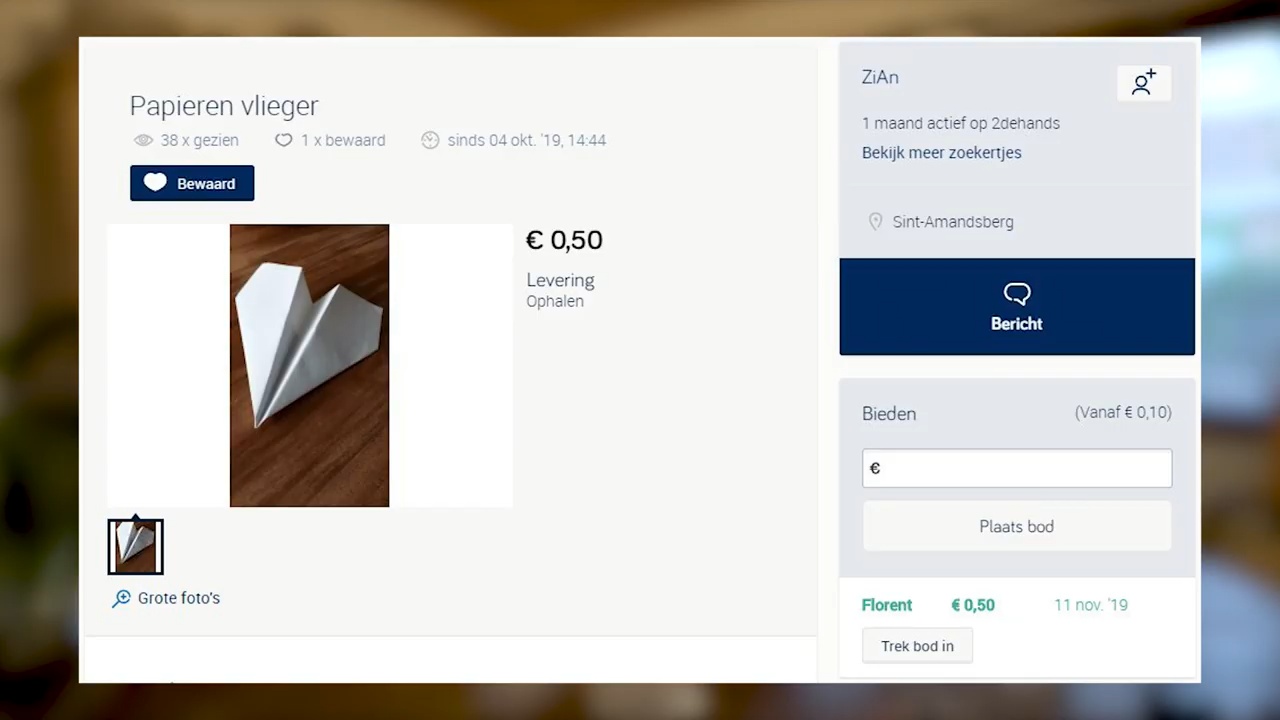 Papieren vlieger
38 x gezien
1 x bewaard
sinds 04 okt. '19, 14:44
Bewaard
€ 0,50
Levering
Ophalen
Grote foto's
ZiAn
1 maand actief op 2dehands
Bekijk meer zoekertjes
Sint-Amandsberg
Bericht
Bieden
(Vanaf € 0,10)
€
Plaats bod
Florent € 0,50 11 nov. '19
Trek bod in